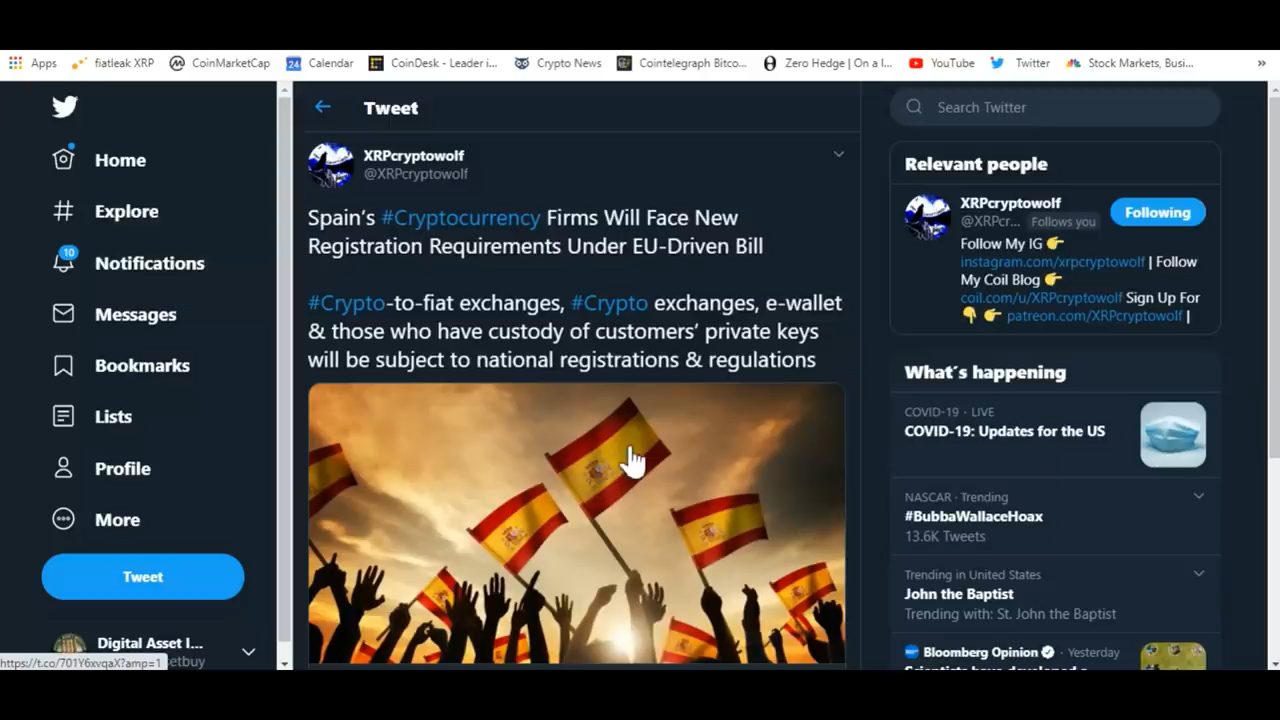 Apps
fiatleak XRP
CoinMarketCap
24
Calendar
CoinDesk - Leader i...
Crypto News
Cointelegraph Bitco...
Zero Hedge | On a l...
YouTube
Twitter
Stock Markets, Busi...
»
Home
Explore
10
Notifications
Messages
Bookmarks
Lists
Profile
More
Tweet
Digital Asset I...
setbuy
https://t.co/701Y6xvqaX?amp=1
Tweet
XRPcryptowolf
@XRPcryptowolf
Spain's #Cryptocurrency Firms Will Face New
Registration Requirements Under EU-Driven Bill
#Crypto-to-fiat exchanges, #Crypto exchanges, e-wallet
& those who have custody of customers' private keys
will be subject to national registrations & regulations
Search Twitter
Relevant people
XRPcryptowolf
@XRPcr... Follows you
Following
Follow My IG 👉
instagram.com/xrpcryptowolf | Follow
My Coil Blog 👉
coil.com/u/XRPcryptowolf Sign Up For
👇 👉 patreon.com/XRPcryptowolf |
What's happening
COVID-19 · LIVE
COVID-19: Updates for the US
NASCAR · Trending
#BubbaWallaceHoax
13.6K Tweets
Trending in United States
John the Baptist
Trending with: St. John the Baptist
Bloomberg Opinion · Yesterday